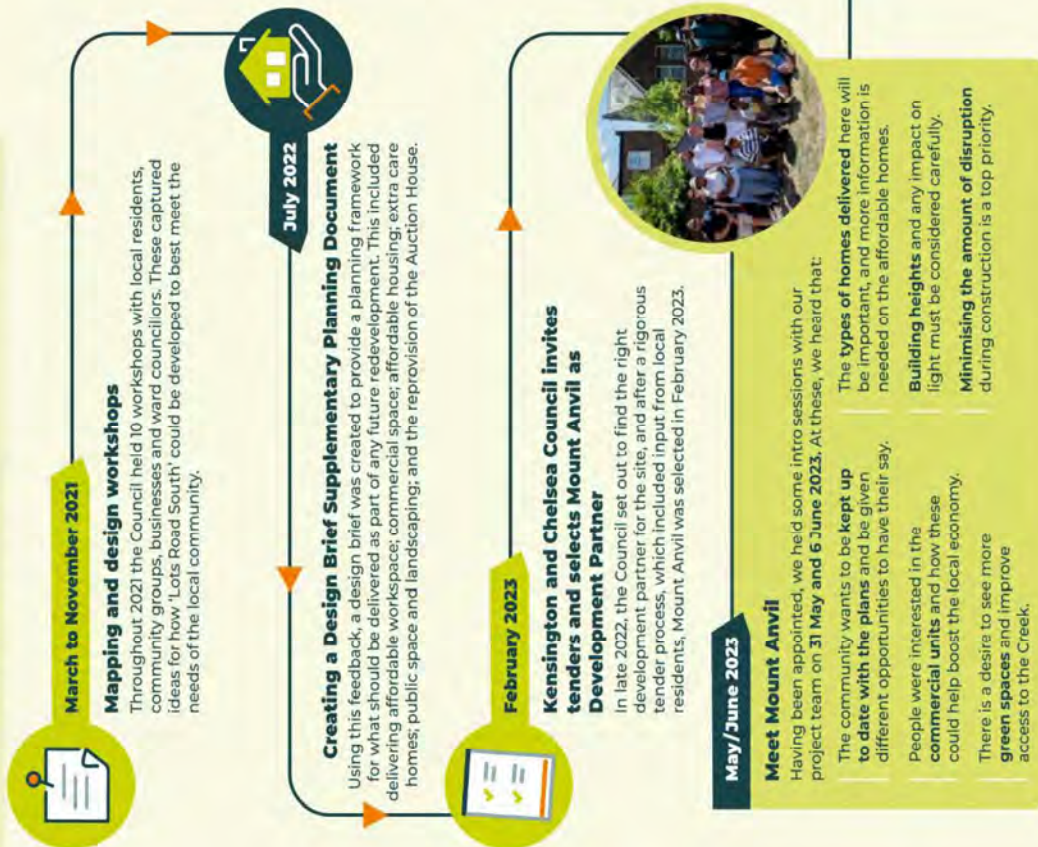 March to November 2021
Mapping and design workshops
Throughout 2021 the Council held 10 workshops with local residents,
community groups, businesses and ward councillors. These captured
ideas for how 'Lots Road South' could be developed to best meet the
needs of the local community.
July 2022
Creating a Design Brief Supplementary Planning Document
Using this feedback, a design brief was created to provide a planning framework
for what should be delivered as part of any future redevelopment. This included
delivering affordable workspace; commercial space; affordable housing; extra care
homes; public space and landscaping; and the reprovision of the Auction House.
February 2023
Kensington and Chelsea Council invites
tenders and selects Mount Anvil as
Development Partner
In late 2022, the Council set out to find the right
development partner for the site, and after a rigorous
tender process, which included input from local
residents, Mount Anvil was selected in February 2023.
May/June 2023
Meet Mount Anvil
Having been appointed, we held some intro sessions with our
project team on 31 May and 6 June 2023. At these, we heard that:
The community wants to be kept up
to date with the plans and be given
different opportunities to have their say.
People were interested in the
commercial units and how these
could help boost the local economy.
There is a desire to see more
green spaces and improve
access to the Creek.
The types of homes delivered here will
be important, and more information is
needed on the affordable homes.
Building heights and any impact on
light must be considered carefully.
Minimising the amount of disruption
during construction is a top priority.